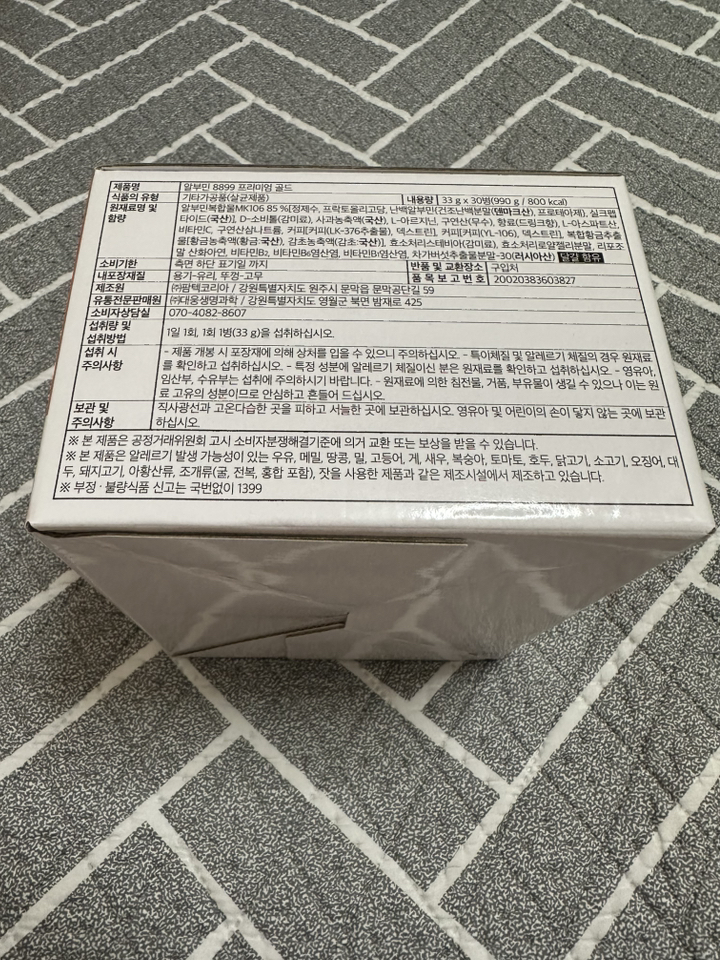 제품명 알부민 8899 프리미엄 골드
식품의 유형 기타가공품(살균제품) 내용량 33 g x 30병(990 g / 800 kcal)
원재료명 및 함량 알부민복합물MK106 85 %[정제수, 프락토올리고당, 난백알부민(건조난백분말(덴마크산), 프로테아제), 실크펩
타이드(국산)], D-소비톨(감미료), 사과농축액(국산), L-아르지닌, 구연산(무수), 향료(드링크향), L-아스파트산,
비타민C, 구연산삼나트륨, 커피[커피(LK-376추출물), 덱스트린], 커피[커피(YL-106), 덱스트린], 복합황금추출
물[황금농축액(황금:국산), 감초농축액(감초:국산)], 효소처리스테비아(감미료), 효소처리로얄젤리분말, 리포조
말 산화아연, 비타민B₂, 비타민B₆염산염, 비타민B₁염산염, 차가버섯추출물분말-30(러시아산) 달걀 함유
소비기한 측면 하단 표기일 까지 반품 및 교환장소 구입처
내포장재질 용기-유리, 뚜껑-고무 품목보고번호 20020383603827
제조원 ㈜팜텍코리아 / 강원특별자치도 원주시 문막읍 문막공단길 59
유통전문판매원 ㈜대웅생명과학 / 강원특별자치도 영월군 북면 밤재로 425
소비자상담실 070-4082-8607
섭취량 및 섭취방법 1일 1회, 1회 1병(33 g)을 섭취하십시오.
섭취 시 주의사항 - 제품 개봉 시 포장재에 의해 상처를 입을 수 있으니 주의하십시오. - 특이체질 및 알레르기 체질의 경우 원재료
를 확인하고 섭취하십시오. - 특정 성분에 알레르기 체질이신 분은 원재료를 확인하고 섭취하십시오. - 영유아,
임산부, 수유부는 섭취에 주의하시기 바랍니다. - 원재료에 의한 침전물, 거품, 부유물이 생길 수 있으나 이는 원
료 고유의 성분이므로 안심하고 흔들어 드십시오.
보관 및 주의사항 직사광선과 고온다습한 곳을 피하고 서늘한 곳에 보관하십시오. 영유아 및 어린이의 손이 닿지 않는 곳에 보관
하십시오.
※ 본 제품은 공정거래위원회 고시 소비자분쟁해결기준에 의거 교환 또는 보상을 받을 수 있습니다.
※ 본 제품은 알레르기 발생 가능성이 있는 우유, 메밀, 땅콩, 밀, 고등어, 게, 새우, 복숭아, 토마토, 호두, 닭고기, 소고기, 오징어, 대
두, 돼지고기, 아황산류, 조개류(굴, 전복, 홍합 포함), 잣을 사용한 제품과 같은 제조시설에서 제조하고 있습니다.
※ 부정·불량식품 신고는 국번없이 1399